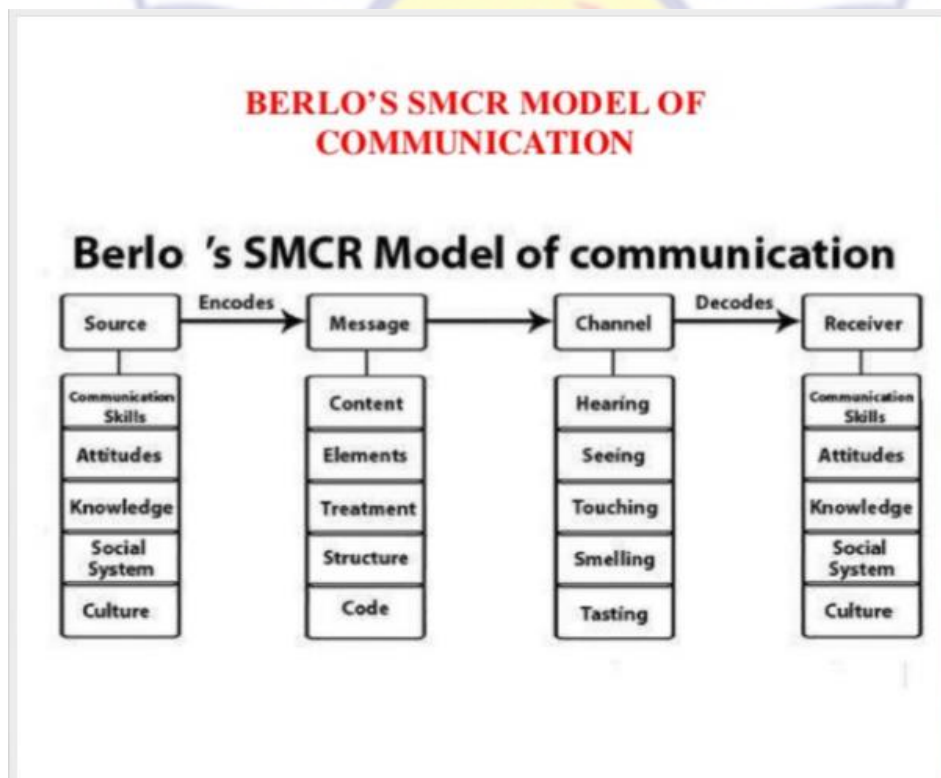 BERLO’S SMCR MODEL OF
COMMUNICATION
Berlo ’s SMCR Model of communication
Source
Encodes
Message
Channel
Decodes
Receiver
Communication
Skills
Attitudes
Knowledge
Social
System
Culture
Content
Elements
Treatment
Structure
Code
Hearing
Seeing
Touching
Smelling
Tasting
Communication
Skills
Attitudes
Knowledge
Social
System
Culture